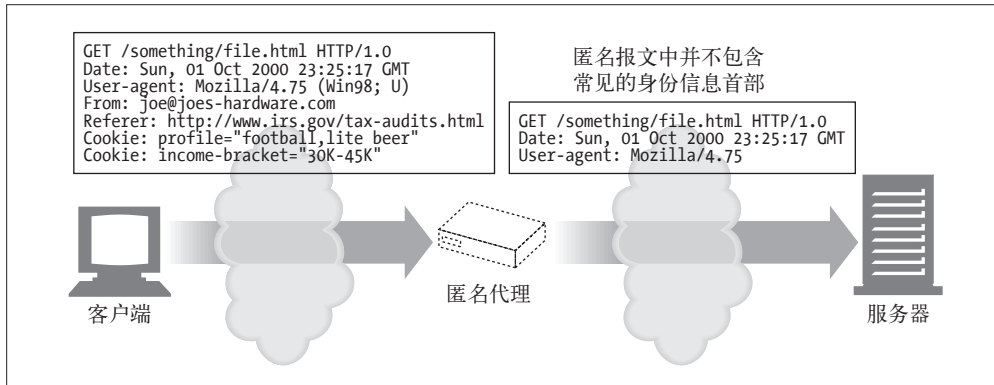 GET /something/file.html HTTP/1.0
Date: Sun, 01 Oct 2000 23:25:17 GMT
User-agent: Mozilla/4.75 (Win98; U)
From: joe@joes-hardware.com
Referer: http://www.irs.gov/tax-audits.html
Cookie: profile="football,lite beer"
Cookie: income-bracket="30K-45K"
匿名报文中并不包含
常见的身份信息首部
GET /something/file.html HTTP/1.0
Date: Sun, 01 Oct 2000 23:25:17 GMT
User-agent: Mozilla/4.75
客户端
匿名代理
服务器